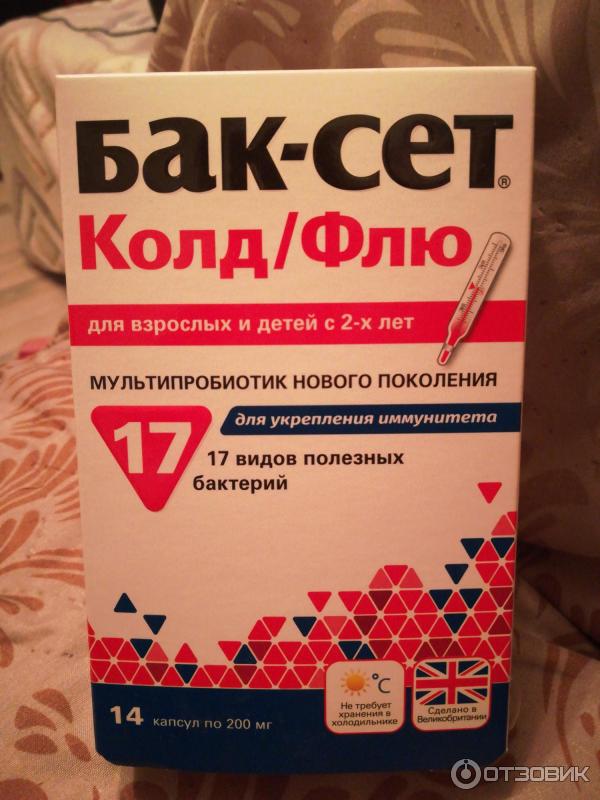 Бак-сет®
Колд/Флю
для взрослых и детей с 2-х лет
МУЛЬТИПРОБИОТИК НОВОГО ПОКОЛЕНИЯ
для укрепления иммунитета
17
17 видов полезных
бактерий
°C
14 капсул по 200 мг
Не требует
хранения в
холодильнике
Сделано в
Великобритании
ОТЗОВИК